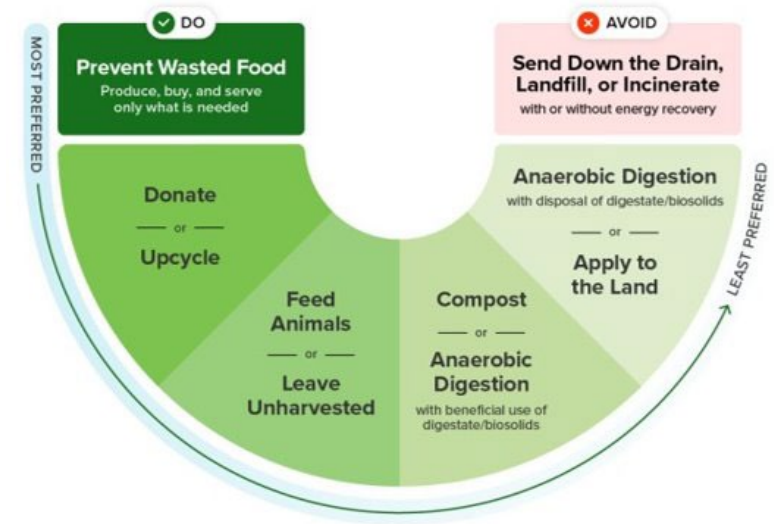 DO
AVOID
MOST PREFERRED
Prevent Wasted Food
Produce, buy, and serve
only what is needed
Send Down the Drain,
Landfill, or Incinerate
with or without energy recovery
Donate
or
Upcycle
Feed
Animals
or
Leave
Unharvested
Compost
or
Anaerobic
Digestion
with beneficial use of
digestate/biosolids
Anaerobic Digestion
with disposal of digestate/biosolids
or
Apply to
the Land
LEAST PREFERRED